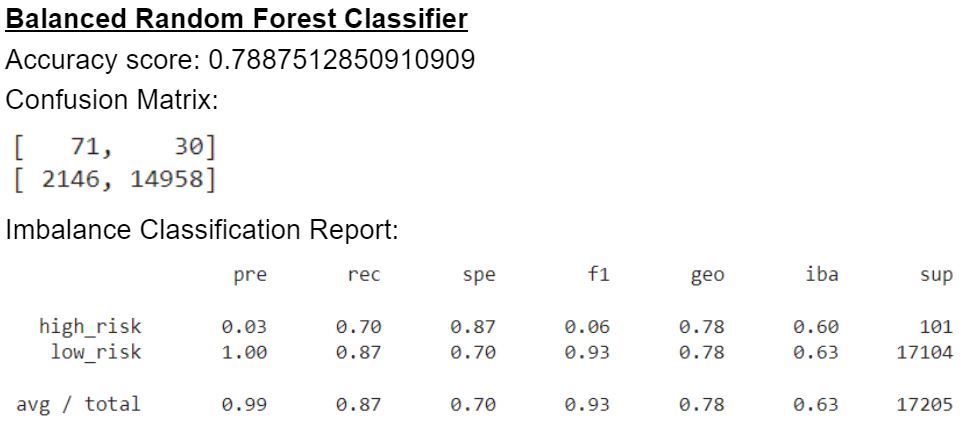 Balanced Random Forest Classifier
Accuracy score: 0.7887512850910909
Confusion Matrix:
[   71,    30]
[ 2146, 14958]
Imbalance Classification Report:
pre rec spe f1 geo iba sup
high_risk 0.03 0.70 0.87 0.06 0.78 0.60 101
low_risk 1.00 0.87 0.70 0.93 0.78 0.63 17104
avg / total 0.99 0.87 0.70 0.93 0.78 0.63 17205